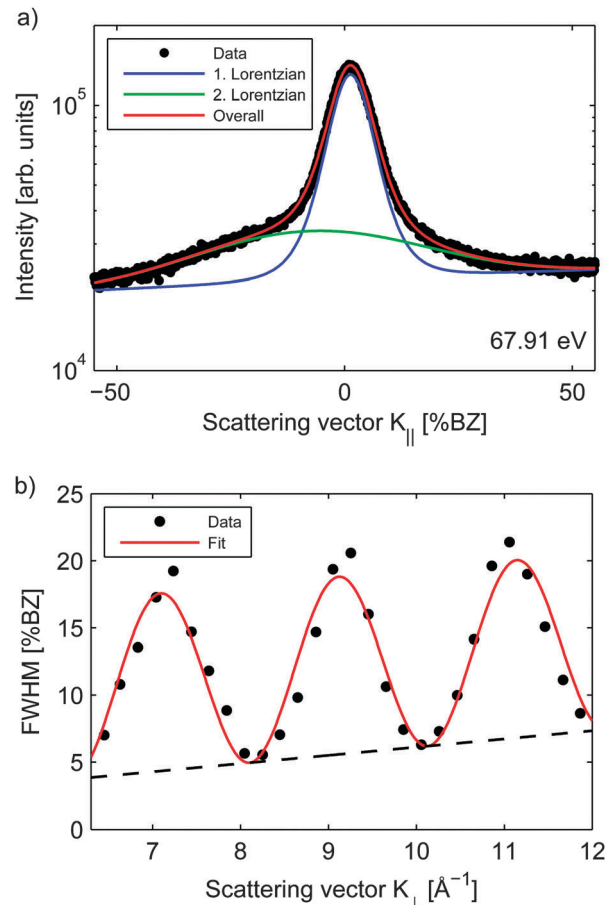 a)
Data
1. Lorentzian
2. Lorentzian
Overall
10^5
10^4
Intensity [arb. units]
67.91 eV
−50
0
50
Scattering vector K_|| [%BZ]
b)
25
20
15
10
5
0
Data
Fit
FWHM [%BZ]
7
8
9
10
11
12
Scattering vector K_⊥ [Å^−1]